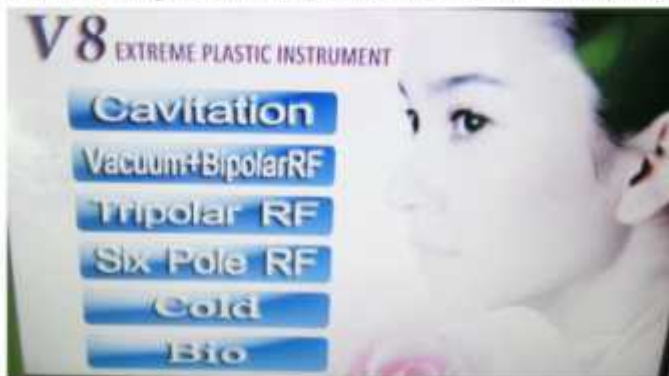 V8 EXTREME PLASTIC INSTRUMENT
Cavitation
Vacuum+BipolarRF
Tripolar RF
Six Pole RF
Cold
Bio